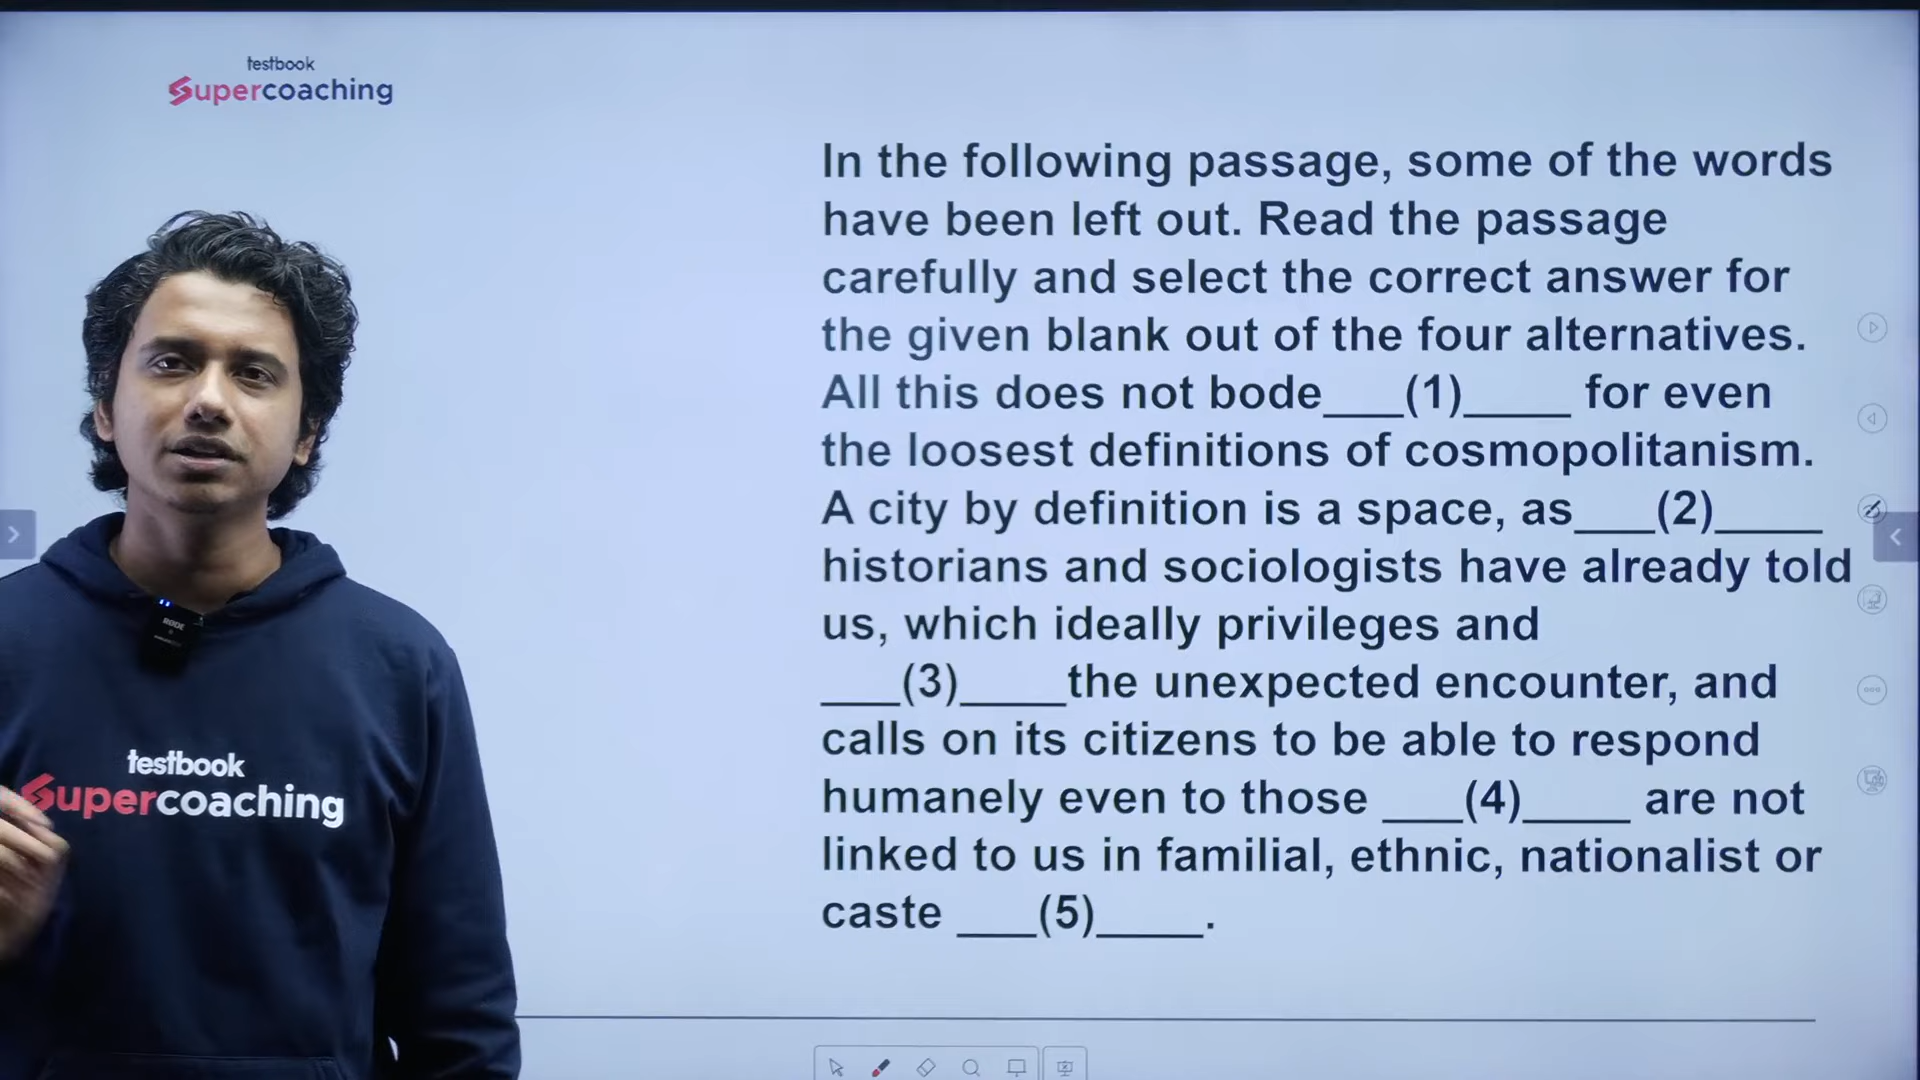 testbook
Supercoaching
In the following passage, some of the words
have been left out. Read the passage
carefully and select the correct answer for
the given blank out of the four alternatives.
All this does not bode___(1)____ for even
the loosest definitions of cosmopolitanism.
A city by definition is a space, as___(2)____
historians and sociologists have already told
us, which ideally privileges and
___(3)____the unexpected encounter, and
calls on its citizens to be able to respond
humanely even to those ___(4)____ are not
linked to us in familial, ethnic, nationalist or
caste ___(5)____.
RØDE
testbook
Supercoaching